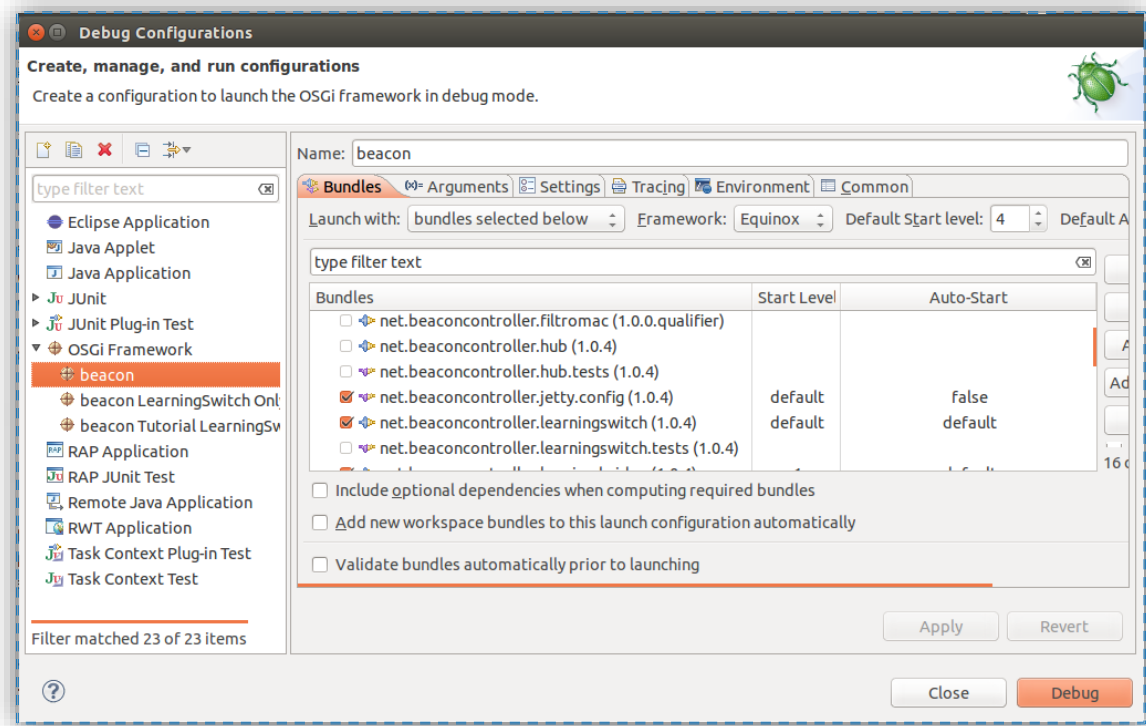 Debug Configurations
Create, manage, and run configurations
Create a configuration to launch the OSGi framework in debug mode.
type filter text
Eclipse Application
Java Applet
Java Application
Ju JUnit
JUnit Plug-in Test
OSGi Framework
beacon
beacon LearningSwitch Onl
beacon Tutorial LearningSw
RAP Application
RAP JUnit Test
Remote Java Application
RWT Application
Task Context Plug-in Test
Task Context Test
Filter matched 23 of 23 items
Name: beacon
Bundles (x)= Arguments Settings Tracing Environment Common
Launch with: bundles selected below Framework: Equinox Default Start level: 4 Default A
type filter text
Bundles Start Level Auto-Start
net.beaconcontroller.filtromac (1.0.0.qualifier)
net.beaconcontroller.hub (1.0.4)
net.beaconcontroller.hub.tests (1.0.4)
net.beaconcontroller.jetty.config (1.0.4) default false
net.beaconcontroller.learningswitch (1.0.4) default default
net.beaconcontroller.learningswitch.tests (1.0.4)
A
Ad
16 o
Include optional dependencies when computing required bundles
Add new workspace bundles to this launch configuration automatically
Validate bundles automatically prior to launching
Apply Revert
? Close Debug